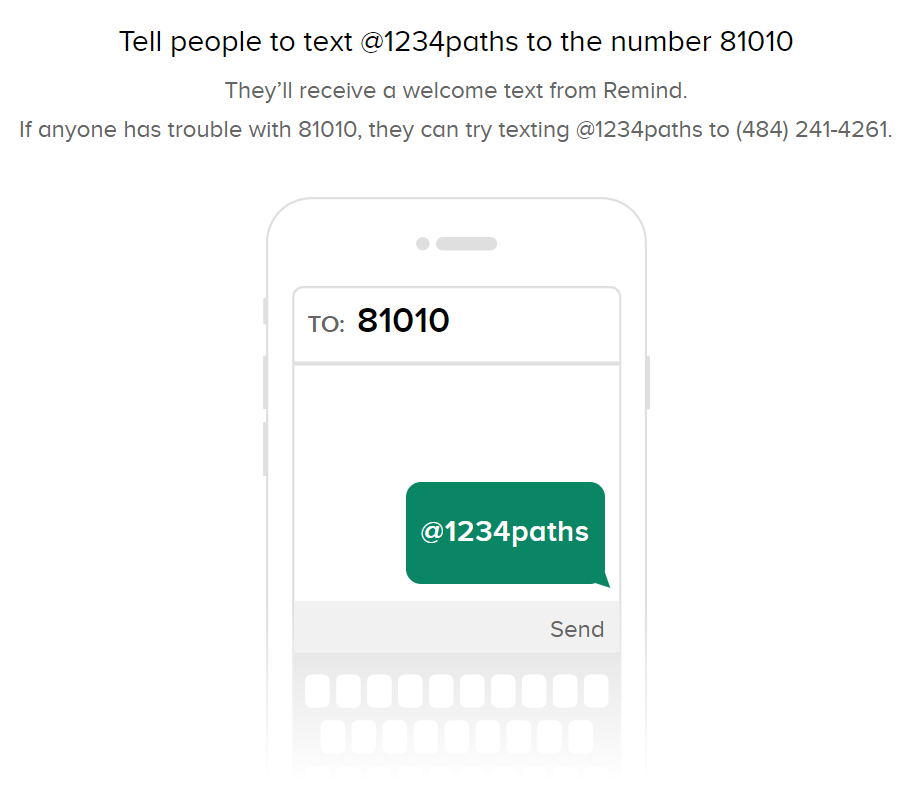 Tell people to text @1234paths to the number 81010
They’ll receive a welcome text from Remind.
If anyone has trouble with 81010, they can try texting @1234paths to (484) 241-4261.
TO: 81010
@1234paths
Send